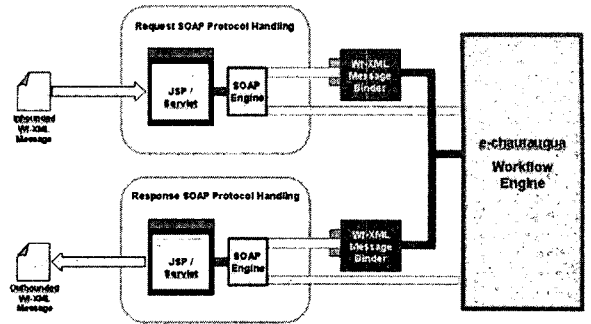 Request SOAP Protocol Handling
JSP /
Servlet
SOAP
Engine
Wf-XML
Message
Binder
Inbounded
Wf-XML
Message
e-chautauqua
Workflow
Engine
Response SOAP Protocol Handling
JSP /
Servlet
SOAP
Engine
Wf-XML
Message
Binder
Outbounded
Wf-XML
Message